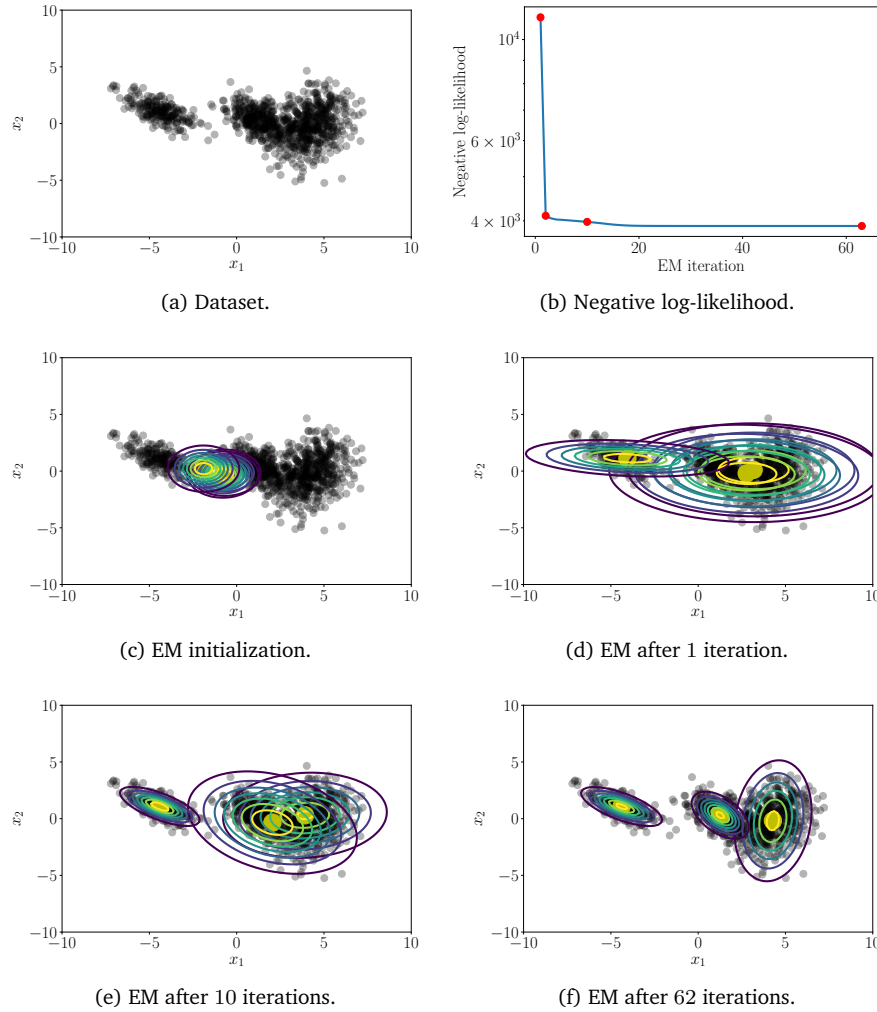 10
5
0
−5
−10
x₂
−10
−5
0
5
10
x₁
(a) Dataset.
10⁴
6 × 10³
4 × 10³
Negative log-likelihood
0
20
40
60
EM iteration
(b) Negative log-likelihood.
10
5
0
−5
−10
x₂
−10
−5
0
5
10
x₁
(c) EM initialization.
10
5
0
−5
−10
x₂
−10
−5
0
5
10
x₁
(d) EM after 1 iteration.
10
5
0
−5
−10
x₂
−10
−5
0
5
10
x₁
(e) EM after 10 iterations.
10
5
0
−5
−10
x₂
−10
−5
0
5
10
x₁
(f) EM after 62 iterations.